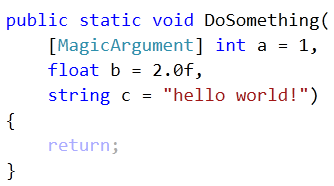 public static void DoSomething(
    [MagicArgument] int a = 1,
    float b = 2.0f,
    string c = "hello world!")
{
    return;
}